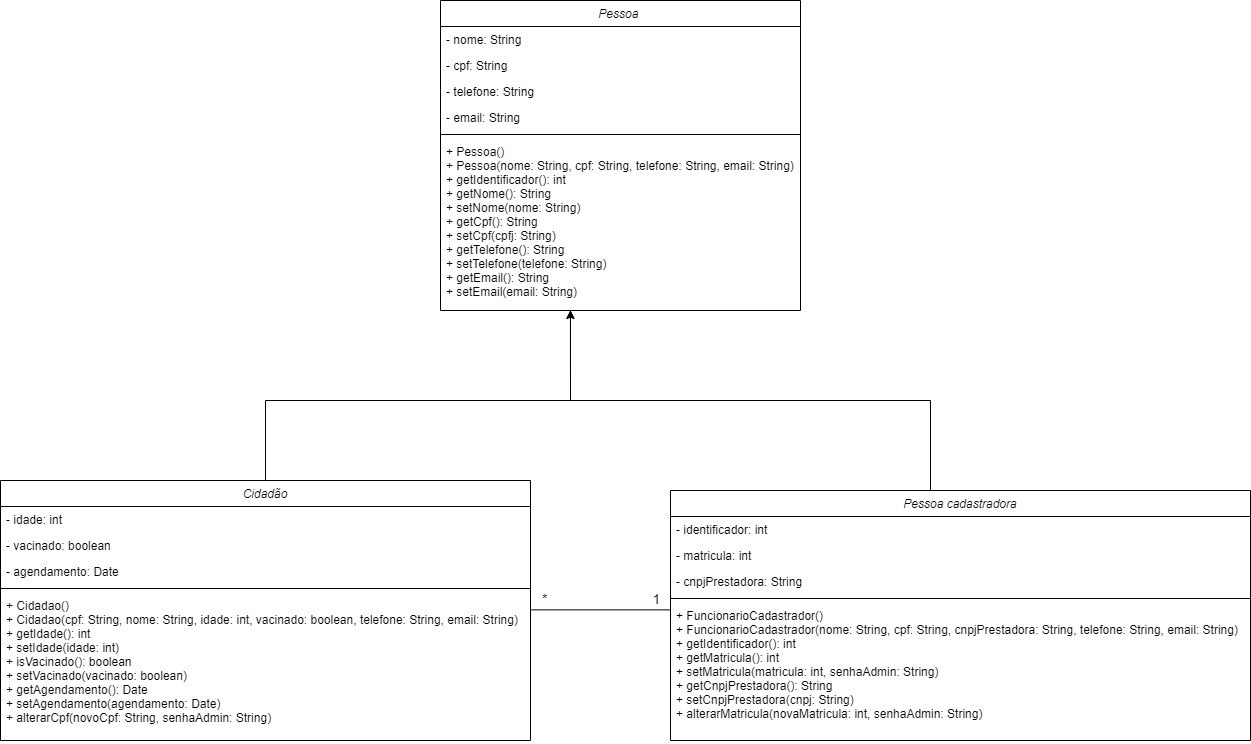 Pessoa
- nome: String
- cpf: String
- telefone: String
- email: String
+ Pessoa()
+ Pessoa(nome: String, cpf: String, telefone: String, email: String)
+ getIdentificador(): int
+ getNome(): String
+ setNome(nome: String)
+ getCpf(): String
+ setCpf(cpfj: String)
+ getTelefone(): String
+ setTelefone(telefone: String)
+ getEmail(): String
+ setEmail(email: String)
Cidadão
- idade: int
- vacinado: boolean
- agendamento: Date
+ Cidadao()
+ Cidadao(cpf: String, nome: String, idade: int, vacinado: boolean, telefone: String, email: String)
+ getIdade(): int
+ setIdade(idade: int)
+ isVacinado(): boolean
+ setVacinado(vacinado: boolean)
+ getAgendamento(): Date
+ setAgendamento(agendamento: Date)
+ alterarCpf(novoCpf: String, senhaAdmin: String)
* 1
Pessoa cadastradora
- identificador: int
- matricula: int
- cnpjPrestadora: String
+ FuncionarioCadastrador()
+ FuncionarioCadastrador(nome: String, cpf: String, cnpjPrestadora: String, telefone: String, email: String)
+ getIdentificador(): int
+ getMatricula(): int
+ setMatricula(matricula: int, senhaAdmin: String)
+ getCnpjPrestadora(): String
+ setCnpjPrestadora(cnpj: String)
+ alterarMatricula(novaMatricula: int, senhaAdmin: String)